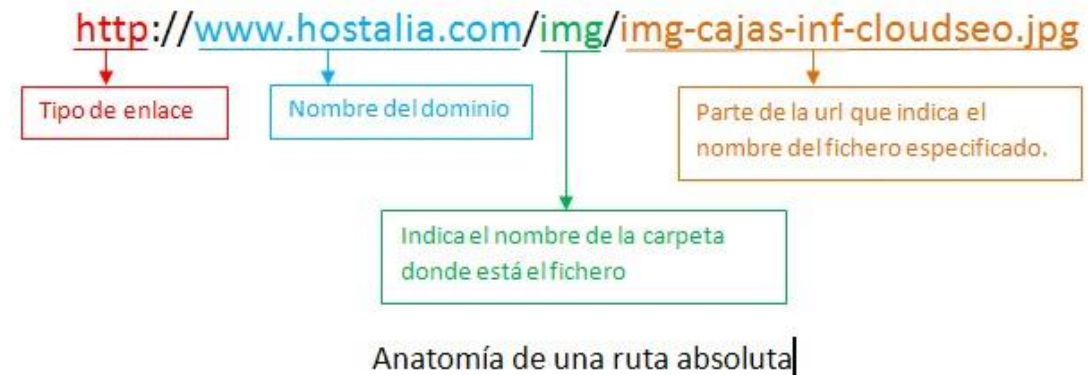 http://www.hostalia.com/img/img-cajas-inf-cloudseo.jpg
Tipo de enlace
Nombre del dominio
Parte de la url que indica el
nombre del fichero especificado.
Indica el nombre de la carpeta
donde está el fichero
Anatomía de una ruta absoluta